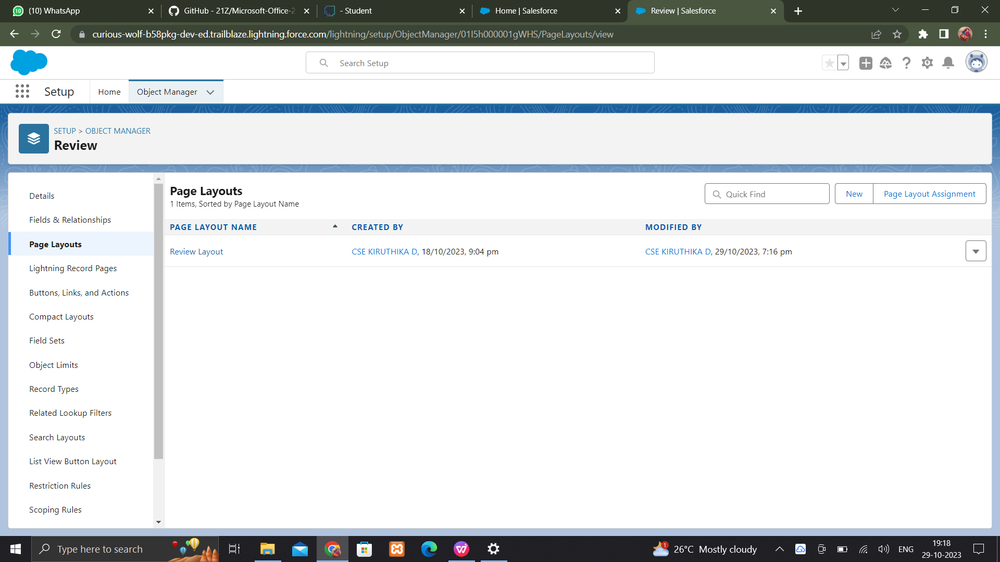 (10) WhatsApp
GitHub - 21Z/Microsoft-Office-2
- Student
Home | Salesforce
Review | Salesforce
curious-wolf-b58pkg-dev-ed.trailblaze.lightning.force.com/lightning/setup/ObjectManager/01I5h000001gWHS/PageLayouts/view
Search Setup
Setup
Home
Object Manager
SETUP > OBJECT MANAGER
Review
Details
Fields & Relationships
Page Layouts
Lightning Record Pages
Buttons, Links, and Actions
Compact Layouts
Field Sets
Object Limits
Record Types
Related Lookup Filters
Search Layouts
List View Button Layout
Restriction Rules
Scoping Rules
Page Layouts
1 Items, Sorted by Page Layout Name
Quick Find
New
Page Layout Assignment
PAGE LAYOUT NAME CREATED BY MODIFIED BY
Review Layout CSE KIRUTHIKA D, 18/10/2023, 9:04 pm CSE KIRUTHIKA D, 29/10/2023, 7:16 pm
Type here to search
1
26°C Mostly cloudy
ENG
19:18
29-10-2023